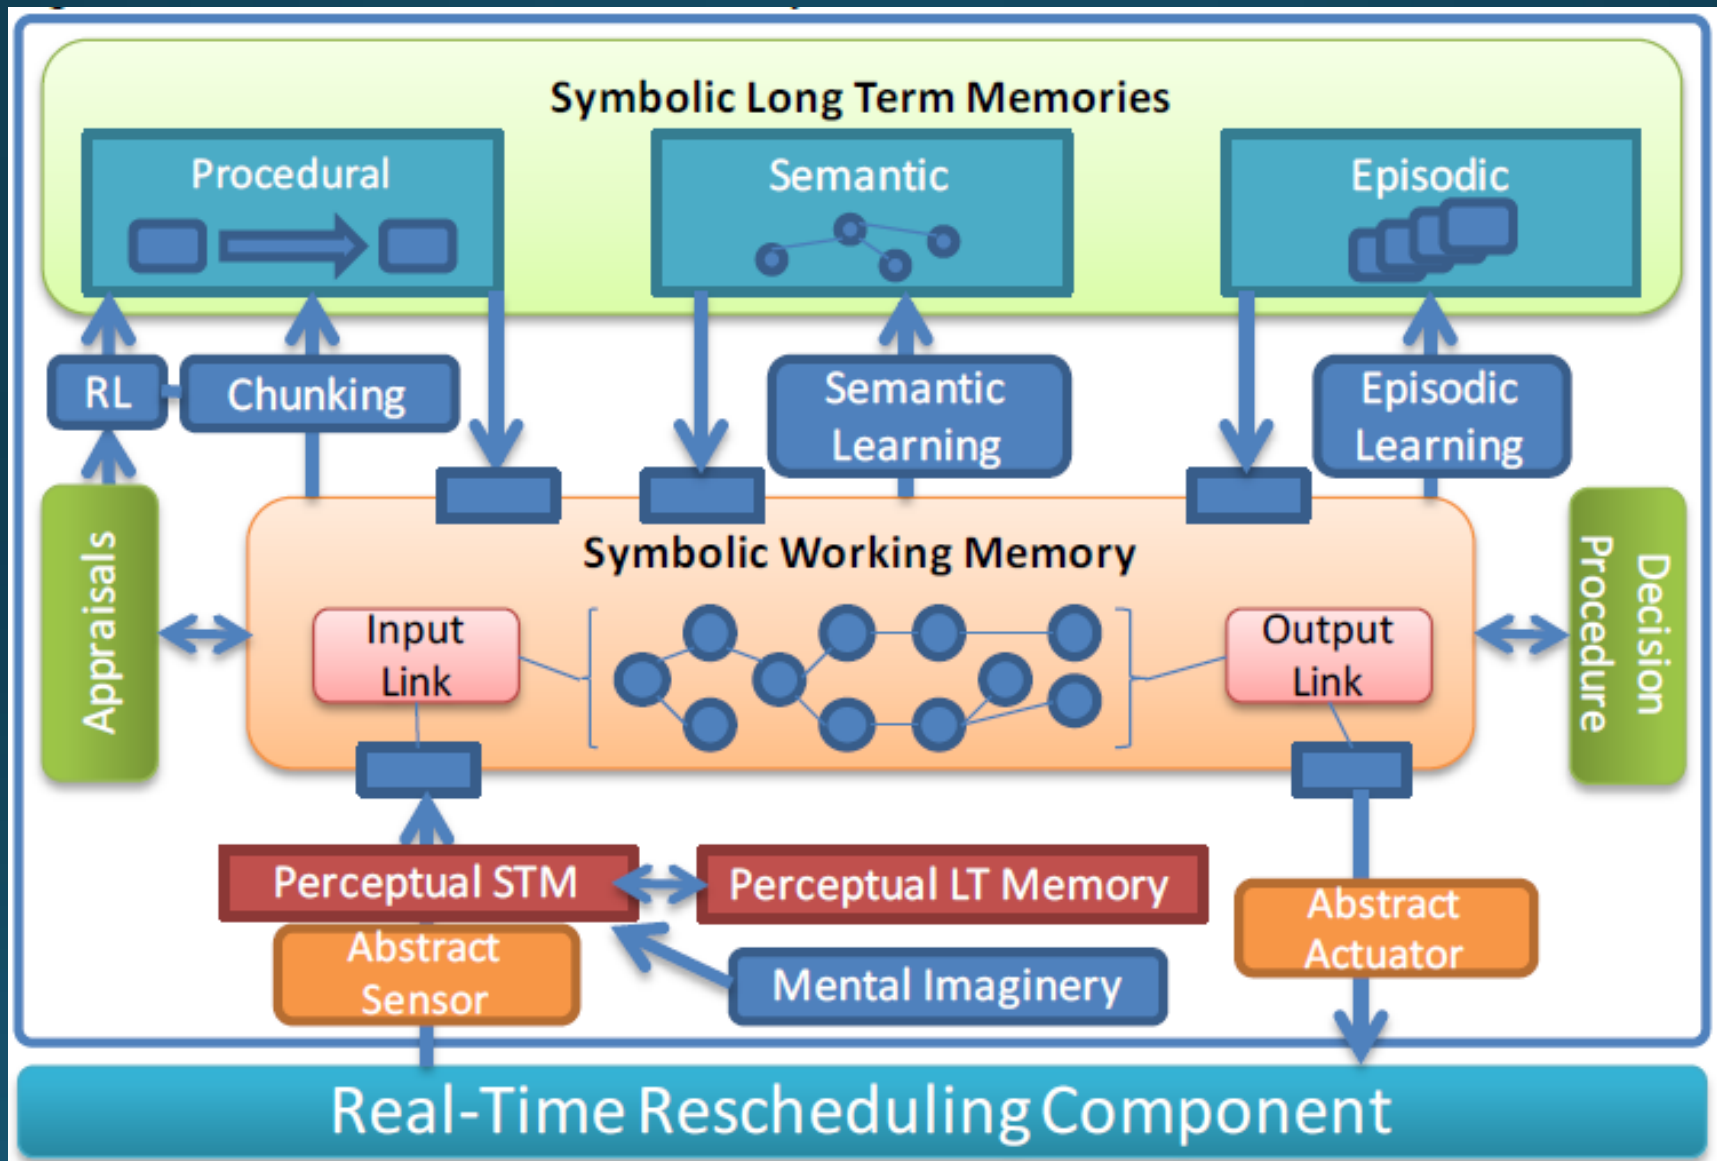 Symbolic Long Term Memories
Procedural
Semantic
Episodic
RL
Chunking
Semantic
Learning
Episodic
Learning
Appraisals
Symbolic Working Memory
Input
Link
Output
Link
Decision
Procedure
Perceptual STM
Perceptual LT Memory
Abstract
Sensor
Mental Imaginery
Abstract
Actuator
Real-Time Rescheduling Component